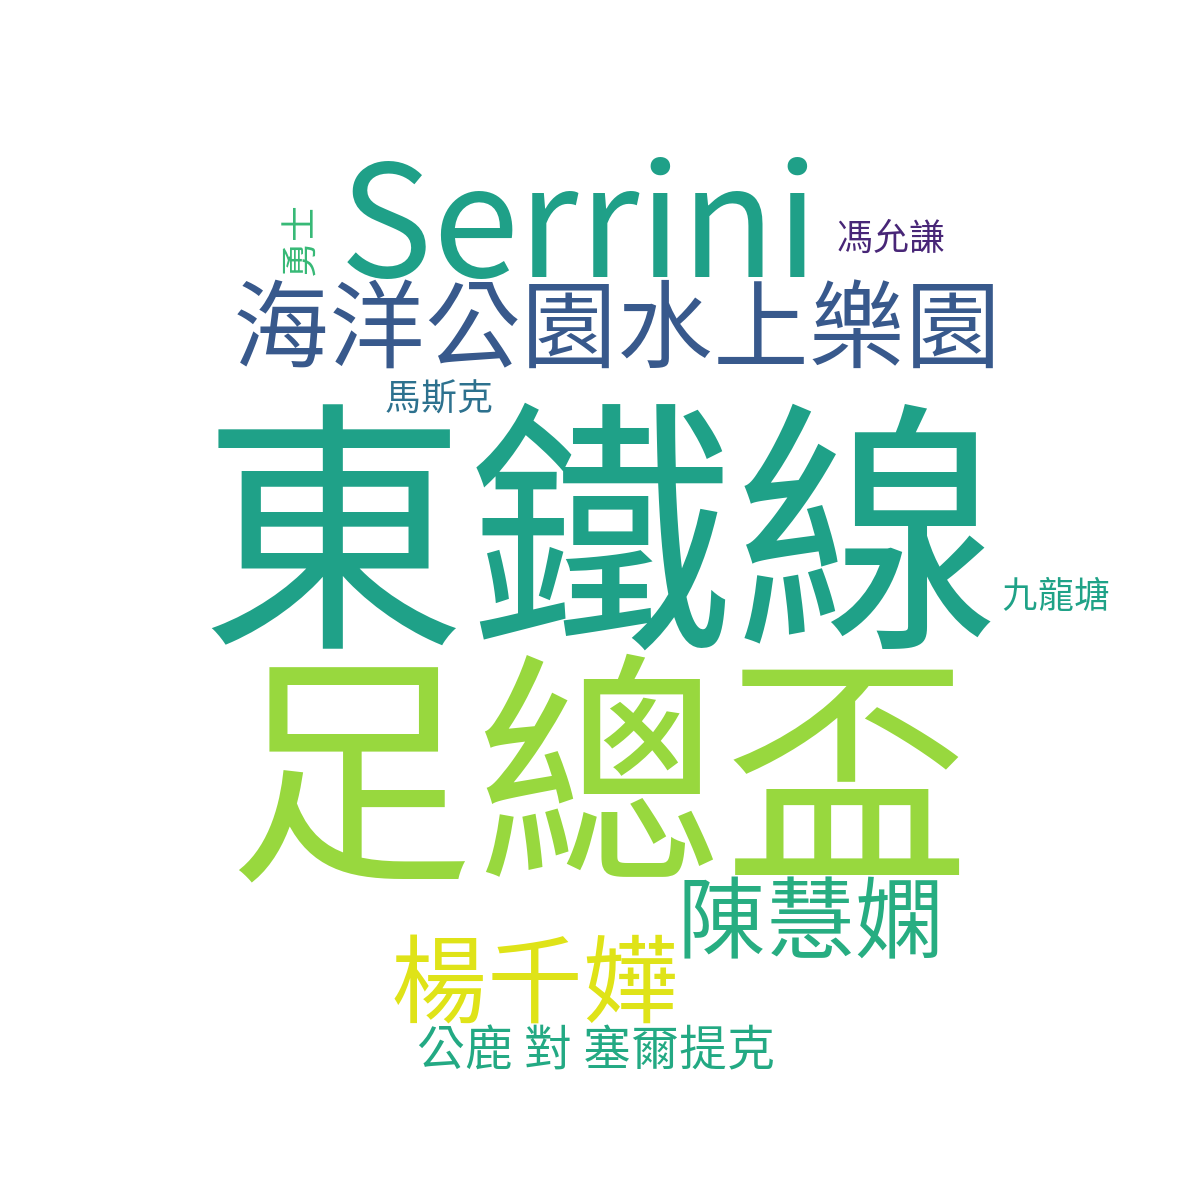 Serrini
勇士
馮允謙
海洋公園水上樂園
馬斯克
東鐵線
九龍塘
足總盃
陳慧嫻
楊千嬅
公鹿 對 塞爾提克